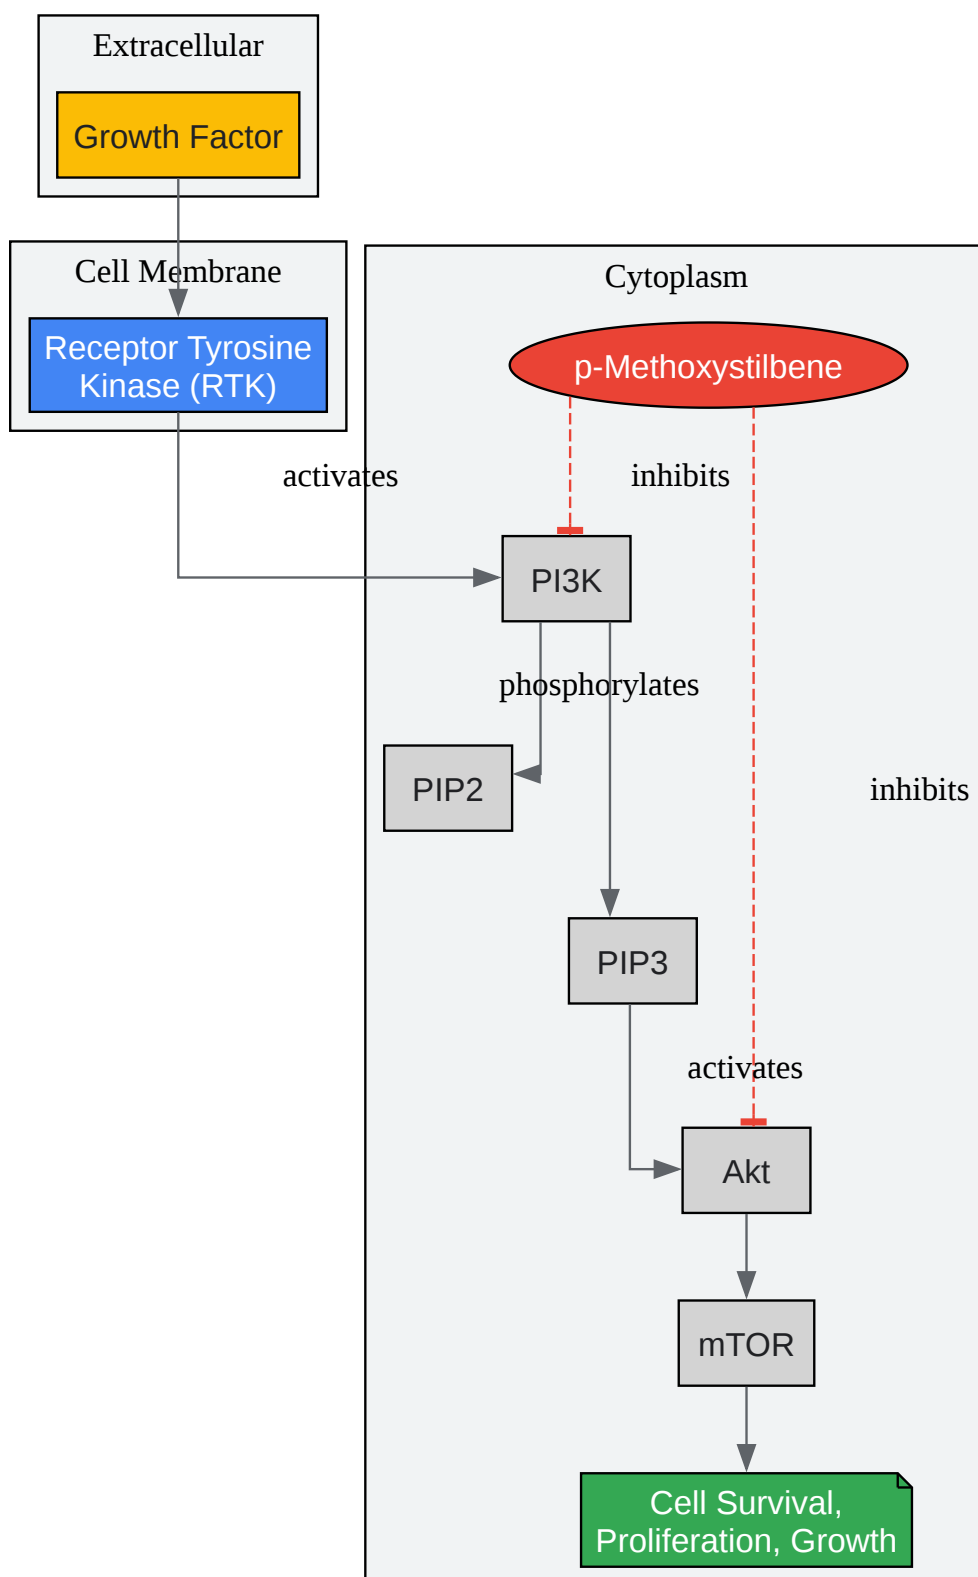 Extracellular
Growth Factor
Cell Membrane
Receptor Tyrosine
Kinase (RTK)
Cytoplasm
p-Methoxystilbene
activates
inhibits
PI3K
phosphorylates
PIP2
inhibits
PIP3
activates
Akt
mTOR
Cell Survival,
Proliferation, Growth